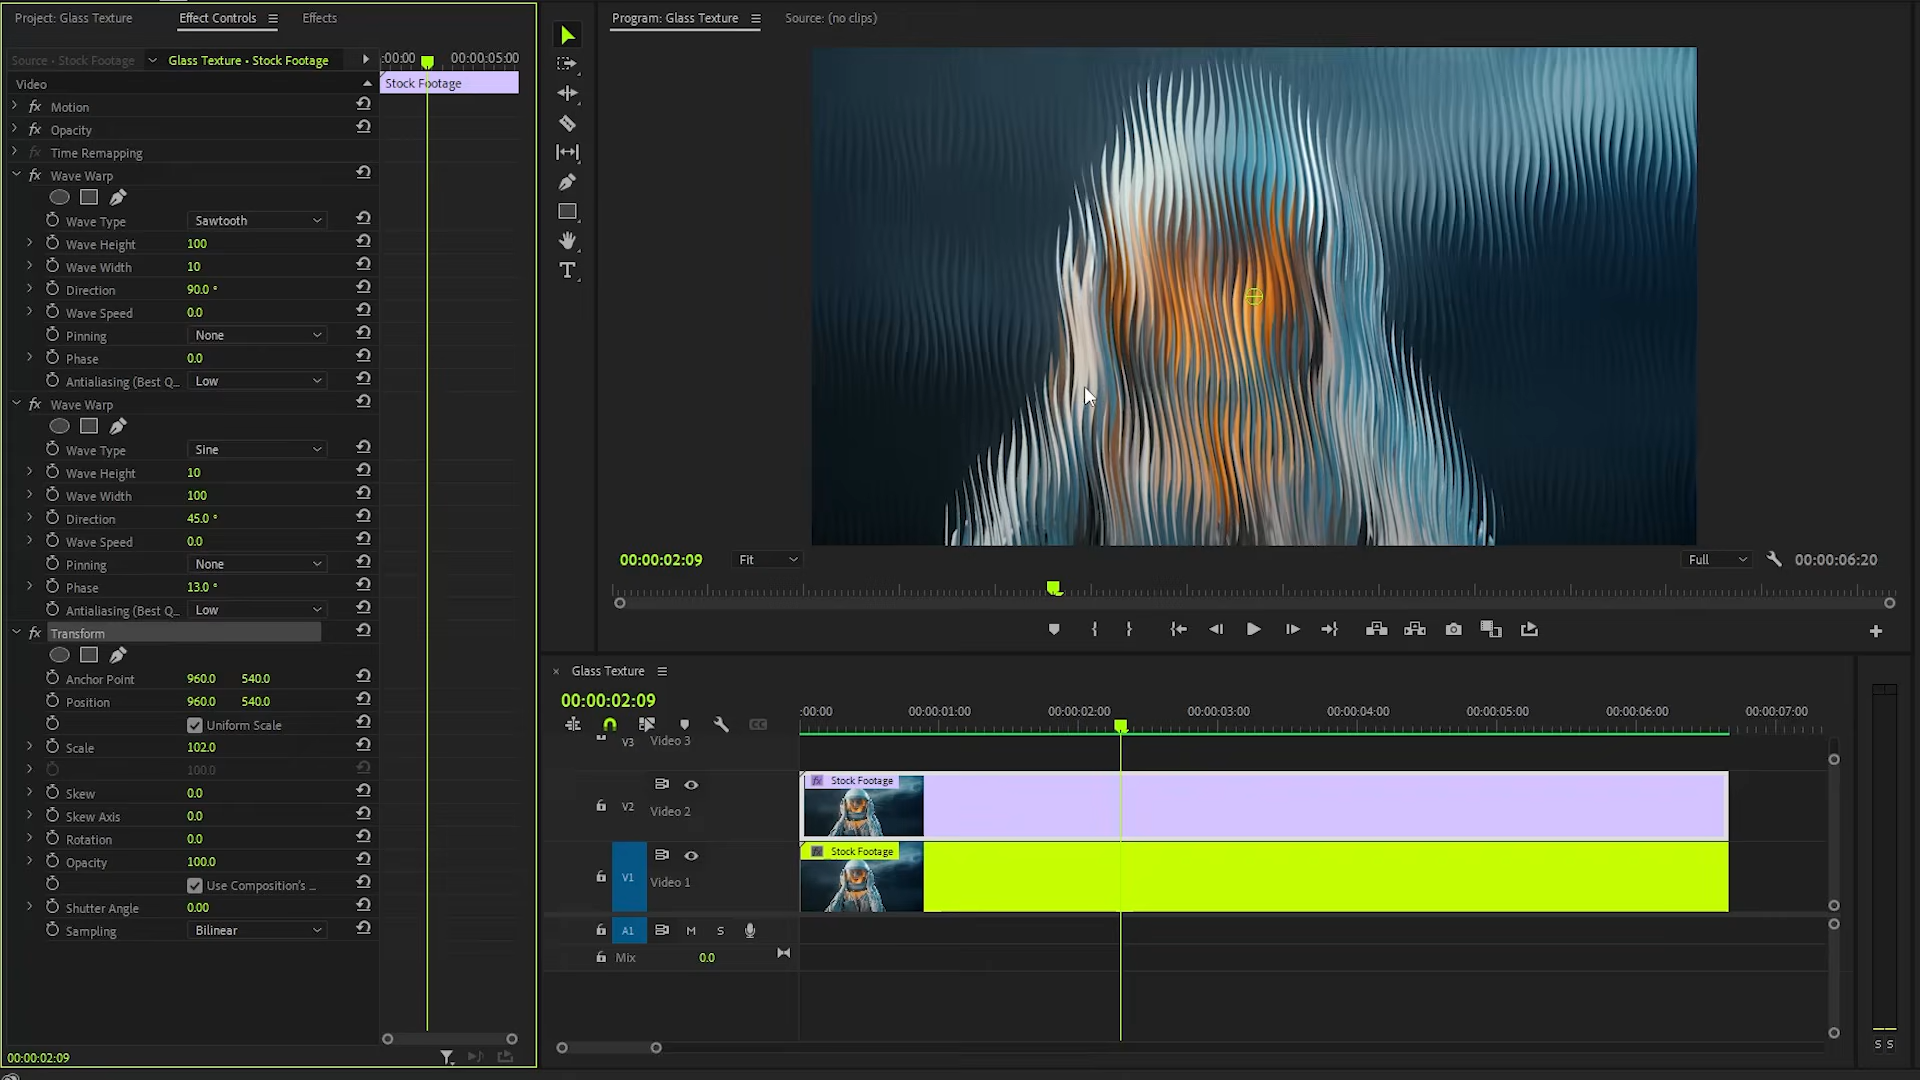 Project: Glass Texture
Effect Controls
Effects
Program: Glass Texture
Source: (no clips)
Source • Stock Footage
Glass Texture • Stock Footage
:00:00
00:00:05:00
Video
Stock Footage
fx Motion
fx Opacity
fx Time Remapping
fx Wave Warp
Wave Type Sawtooth
Wave Height 100
Wave Width 10
Direction 90.0 °
Wave Speed 0.0
Pinning None
Phase 0.0
Antialiasing (Best Q... Low
fx Wave Warp
Wave Type Sine
Wave Height 10
Wave Width 100
Direction 45.0 °
Wave Speed 0.0
Pinning None
Phase 13.0 °
Antialiasing (Best Q... Low
fx Transform
Anchor Point 960.0 540.0
Position 960.0 540.0
Uniform Scale
Scale 102.0
100.0
Skew 0.0
Skew Axis 0.0
Rotation 0.0
Opacity 100.0
Use Composition's ...
Shutter Angle 0.00
Sampling Bilinear
00:00:02:09
T
00:00:02:09
Fit
Full
00:00:06:20
× Glass Texture
00:00:02:09
:00:00
00:00:01:00
00:00:02:00
00:00:03:00
00:00:04:00
00:00:05:00
00:00:06:00
00:00:07:00
CC
V3 Video 3
V2
Video 2
fx Stock Footage
V1
Video 1
fx Stock Footage
A1 M S
Mix 0.0
S S